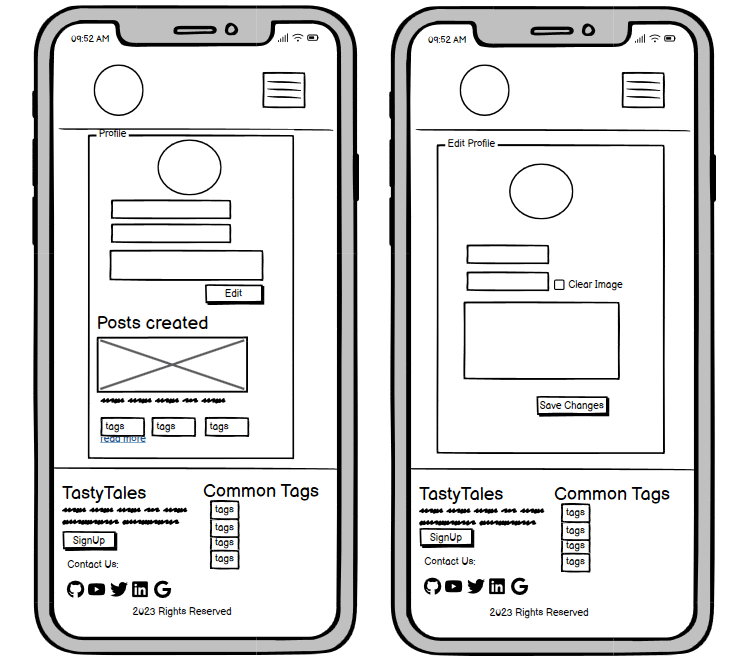 09:52 AM
Profile
Edit
Posts created
tags tags tags
read more
TastyTales
Common Tags
tags
tags
tags
tags
SignUp
Contact Us:
2023 Rights Reserved
09:52 AM
Edit Profile
Clear Image
Save Changes
TastyTales
Common Tags
tags
tags
tags
tags
SignUp
Contact Us:
2023 Rights Reserved